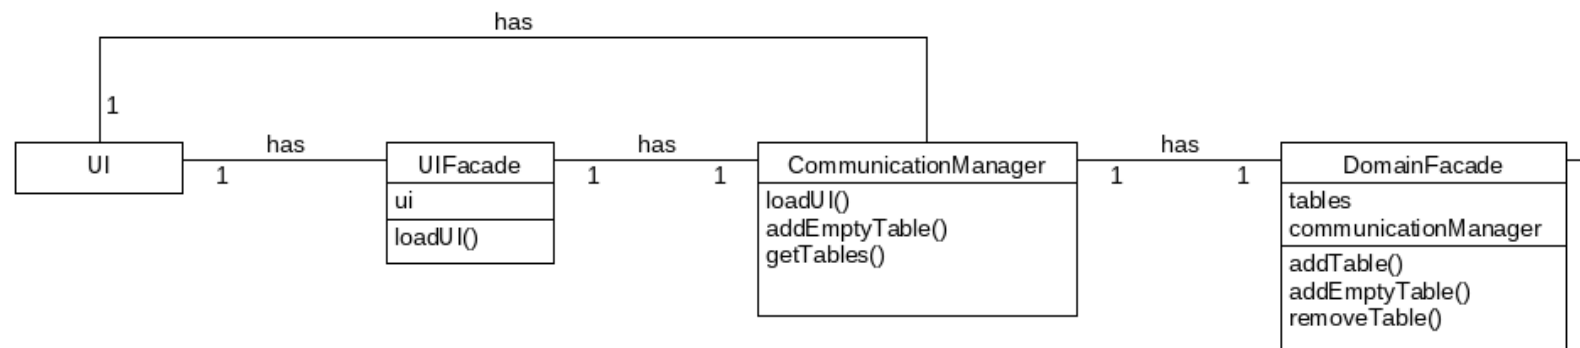 has
1
UI
has
1
UIFacade
ui
loadUI()
has
1
1
CommunicationManager
loadUI()
addEmptyTable()
getTables()
has
1
1
DomainFacade
tables
communicationManager
addTable()
addEmptyTable()
removeTable()